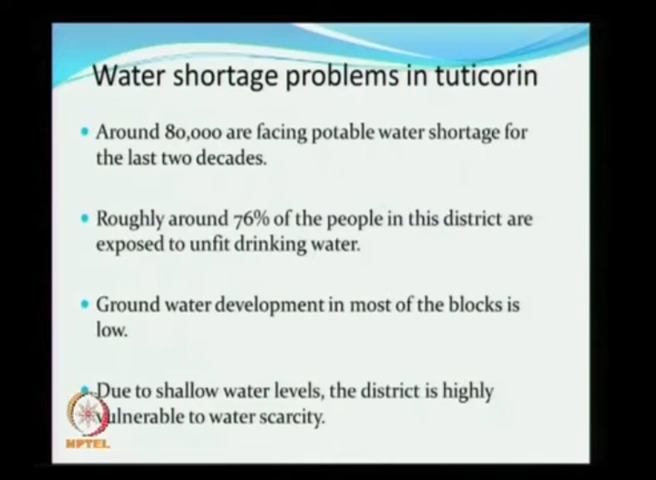 Water shortage problems in tuticorin
• Around 80,000 are facing potable water shortage for
the last two decades.
• Roughly around 76% of the people in this district are
exposed to unfit drinking water.
• Ground water development in most of the blocks is
low.
• Due to shallow water levels, the district is highly
vulnerable to water scarcity.
NPTEL